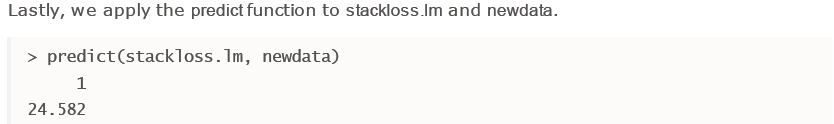 Lastly, we apply the predict function to stackloss.lm and newdata.
> predict(stackloss.lm, newdata)
1
24.582